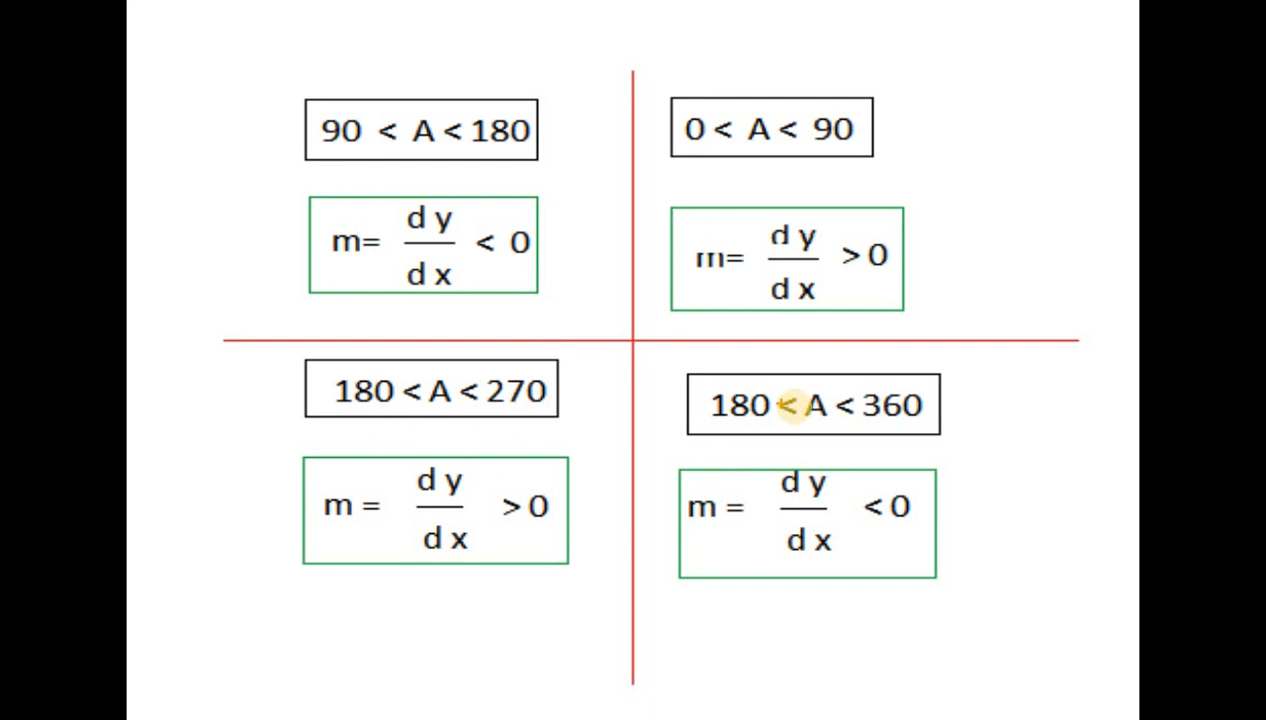 90 < A < 180
0 < A < 90
m= dy/dx < 0
m= dy/dx > 0
180 < A < 270
180 < A < 360
m = dy/dx > 0
m = dy/dx < 0